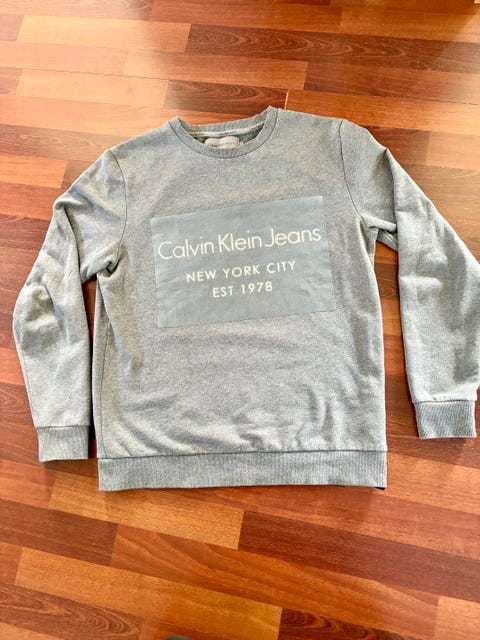 Calvin Klein Jeans
NEW YORK CITY
EST 1978